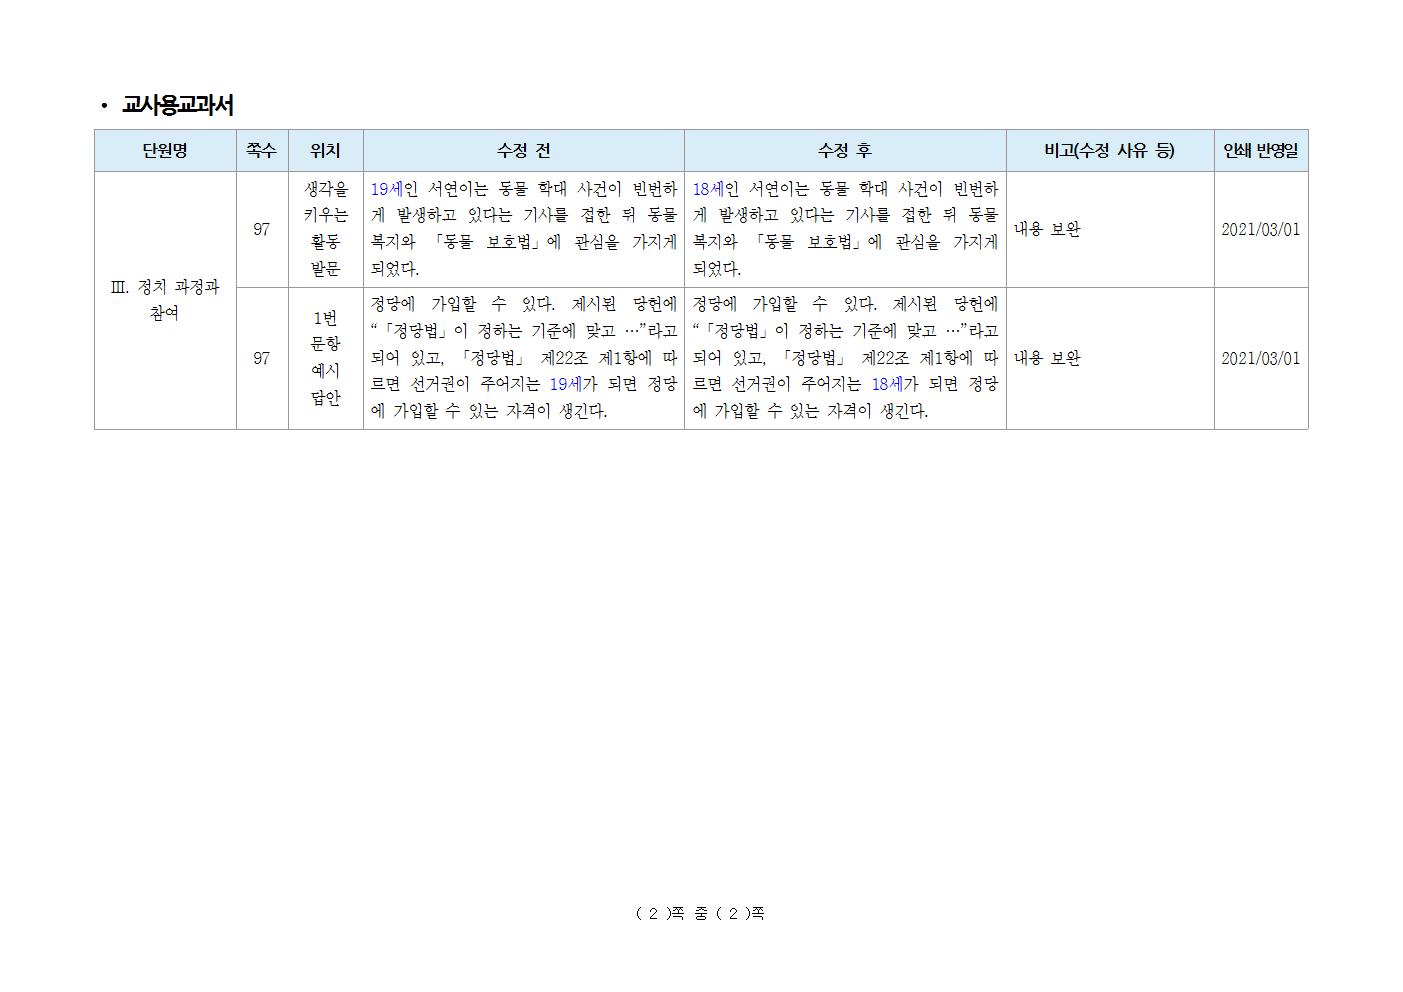 • 교사용교과서
단원명 쪽수 위치 수정 전 수정 후 비고(수정 사유 등) 인쇄 반영일
Ⅲ. 정치 과정과
참여
97
생각을
키우는
활동
발문
19세인 서연이는 동물 학대 사건이 빈번하
게 발생하고 있다는 기사를 접한 뒤 동물
복지와 「동물 보호법」에 관심을 가지게
되었다.
18세인 서연이는 동물 학대 사건이 빈번하
게 발생하고 있다는 기사를 접한 뒤 동물
복지와 「동물 보호법」에 관심을 가지게
되었다.
내용 보완
2021/03/01
97
1번
문항
예시
답안
정당에 가입할 수 있다. 제시된 당헌에
“「정당법」이 정하는 기준에 맞고 …”라고
되어 있고, 「정당법」 제22조 제1항에 따
르면 선거권이 주어지는 19세가 되면 정당
에 가입할 수 있는 자격이 생긴다.
정당에 가입할 수 있다. 제시된 당헌에
“「정당법」이 정하는 기준에 맞고 …”라고
되어 있고, 「정당법」 제22조 제1항에 따
르면 선거권이 주어지는 18세가 되면 정당
에 가입할 수 있는 자격이 생긴다.
내용 보완
2021/03/01
( 2 )쪽 중 ( 2 )쪽